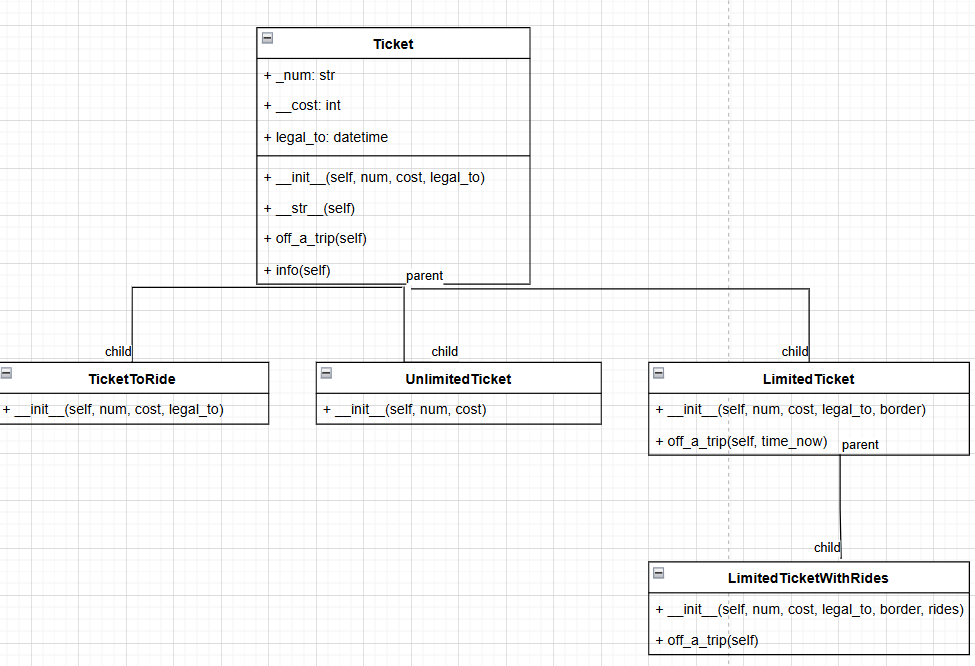 Ticket
+ _num: str
+ __cost: int
+ legal_to: datetime
+ __init__(self, num, cost, legal_to)
+ __str__(self)
+ off_a_trip(self)
+ info(self)
parent
child
child
child
TicketToRide
+ __init__(self, num, cost, legal_to)
UnlimitedTicket
+ __init__(self, num, cost)
LimitedTicket
+ __init__(self, num, cost, legal_to, border)
+ off_a_trip(self, time_now)
parent
child
LimitedTicketWithRides
+ __init__(self, num, cost, legal_to, border, rides)
+ off_a_trip(self)